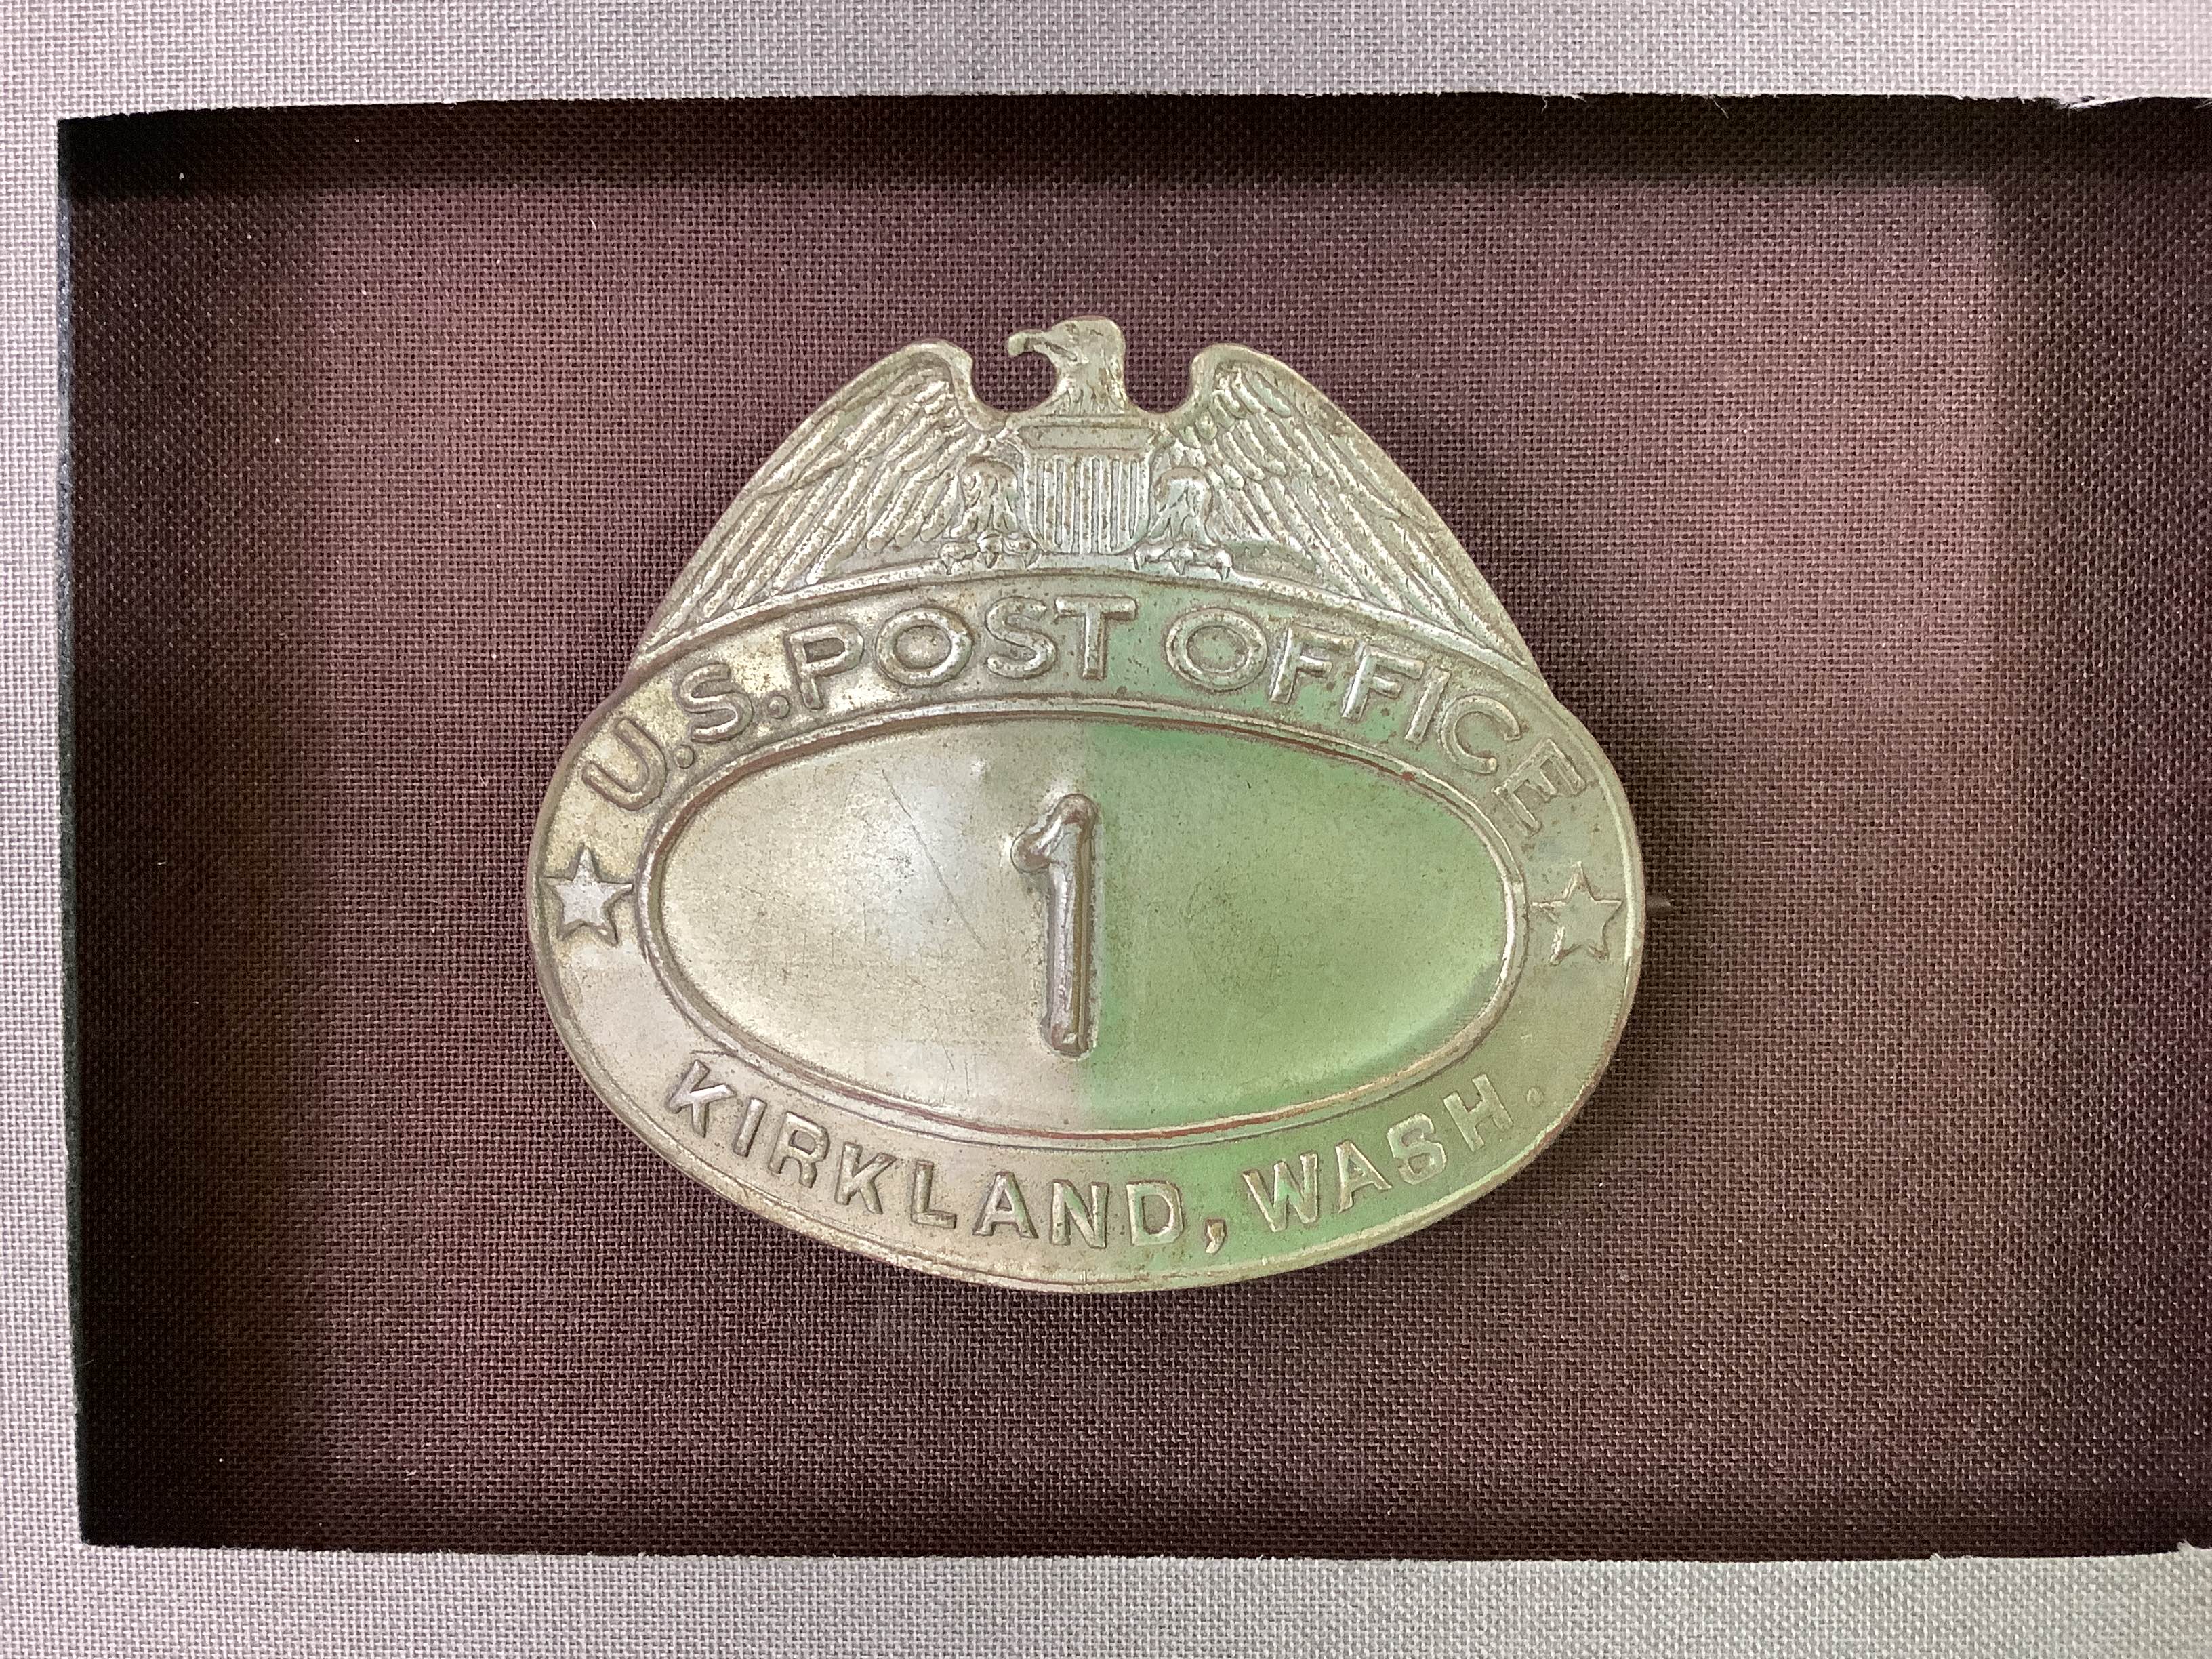 U.S. POST OFFICE
1
KIRKLAND, WASH.